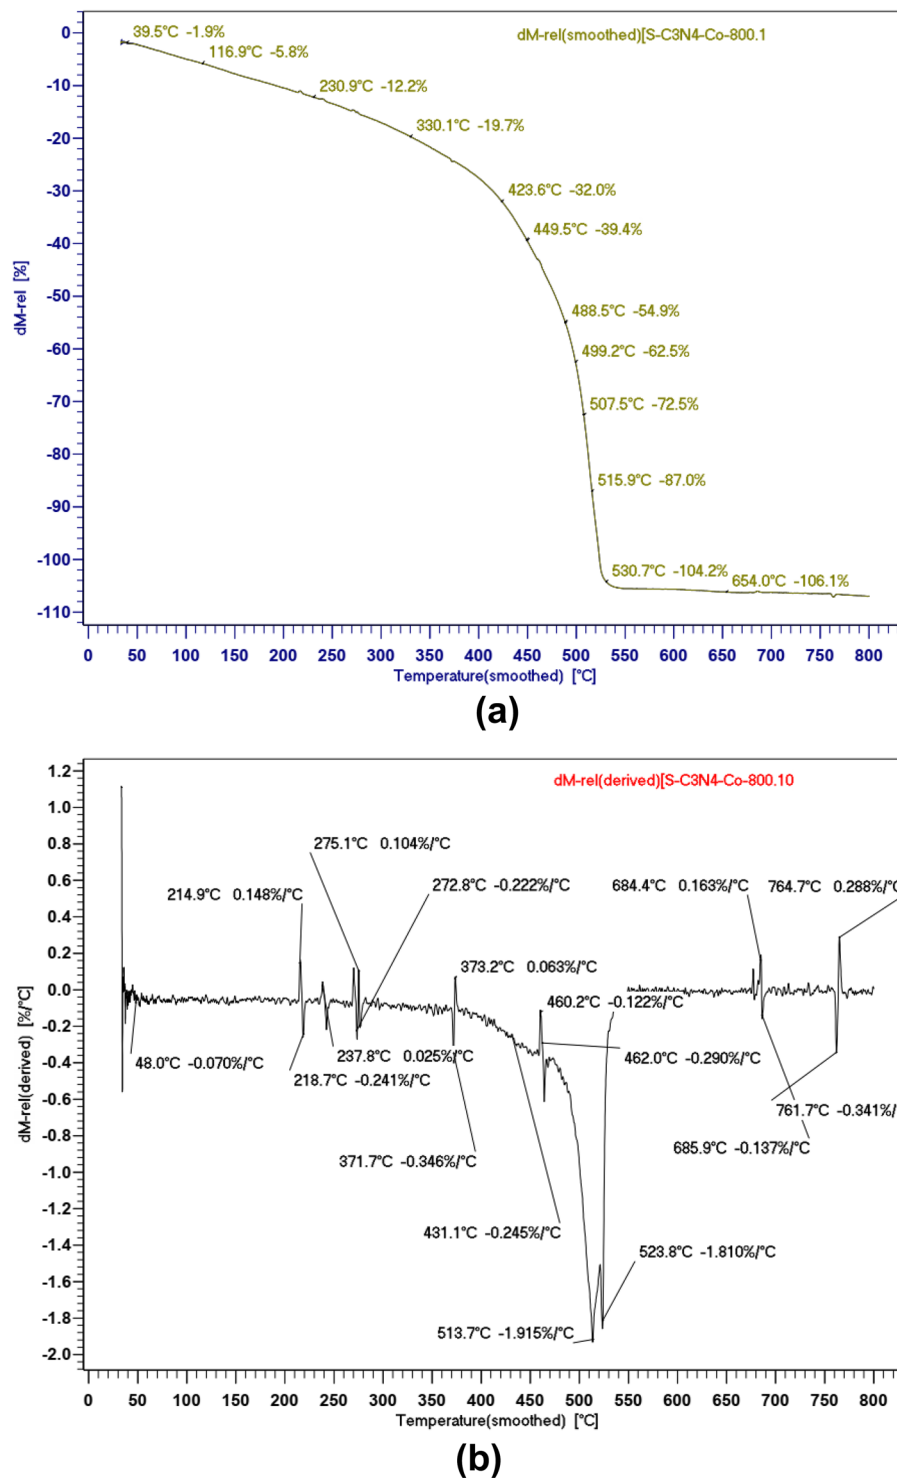 dM-rel(smoothed)[S-C3N4-Co-800.1
39.5°C -1.9%
116.9°C -5.8%
230.9°C -12.2%
330.1°C -19.7%
423.6°C -32.0%
449.5°C -39.4%
488.5°C -54.9%
499.2°C -62.5%
507.5°C -72.5%
515.9°C -87.0%
530.7°C -104.2%
654.0°C -106.1%
0
-10
-20
-30
-40
-50
-60
-70
-80
-90
-100
-110
dM-rel [%]
0 50 100 150 200 250 300 350 400 450 500 550 600 650 700 750 800
Temperature(smoothed) [°C]
(a)
dM-rel(derived)[S-C3N4-Co-800.10
275.1°C 0.104%/°C
214.9°C 0.148%/°C
272.8°C -0.222%/°C
684.4°C 0.163%/°C
764.7°C 0.288%/°C
373.2°C 0.063%/°C
460.2°C -0.122%/°C
48.0°C -0.070%/°C
237.8°C 0.025%/°C
462.0°C -0.290%/°C
218.7°C -0.241%/°C
761.7°C -0.341%/°
685.9°C -0.137%/°C
371.7°C -0.346%/°C
431.1°C -0.245%/°C
523.8°C -1.810%/°C
513.7°C -1.915%/°C
1.2
1.0
0.8
0.6
0.4
0.2
0.0
-0.2
-0.4
-0.6
-0.8
-1.0
-1.2
-1.4
-1.6
-1.8
-2.0
dM-rel(derived) [%/°C]
0 50 100 150 200 250 300 350 400 450 500 550 600 650 700 750 800
Temperature(smoothed) [°C]
(b)